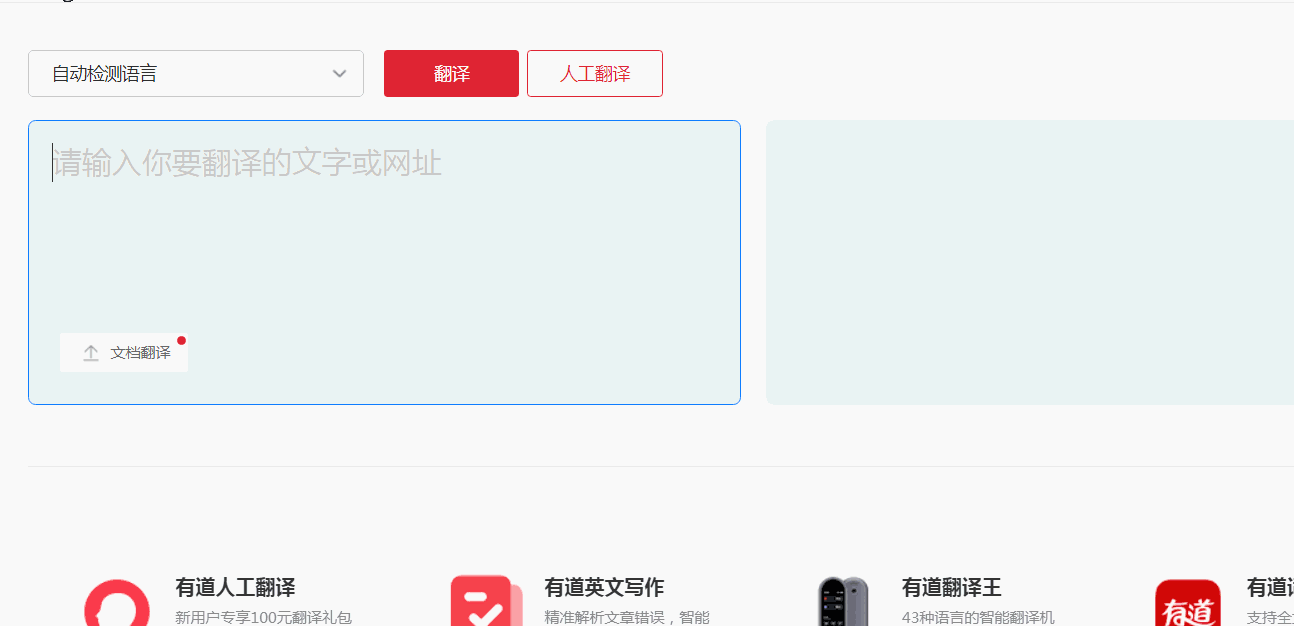 自动检测语言
翻译
人工翻译
请输入你要翻译的文字或网址
文档翻译
有道人工翻译
新用户专享100元翻译礼包
有道英文写作
精准解析文章错误，智能
有道翻译王
43种语言的智能翻译机
有道
有道
支持全